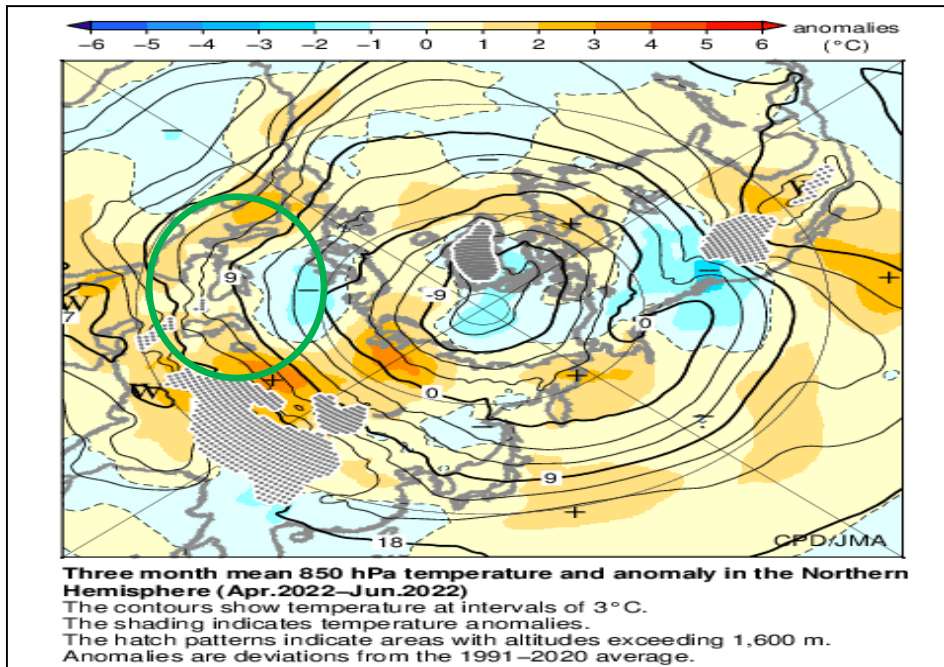 anomalies
−6 −5 −4 −3 −2 −1 0 1 2 3 4 5 6 (°C)
9
-9
0
W
7
W
0
9
18
CPD/JMA
Three month mean 850 hPa temperature and anomaly in the Northern
Hemisphere (Apr.2022−Jun.2022)
The contours show temperature at intervals of 3°C.
The shading indicates temperature anomalies.
The hatch patterns indicate areas with altitudes exceeding 1,600 m.
Anomalies are deviations from the 1991−2020 average.